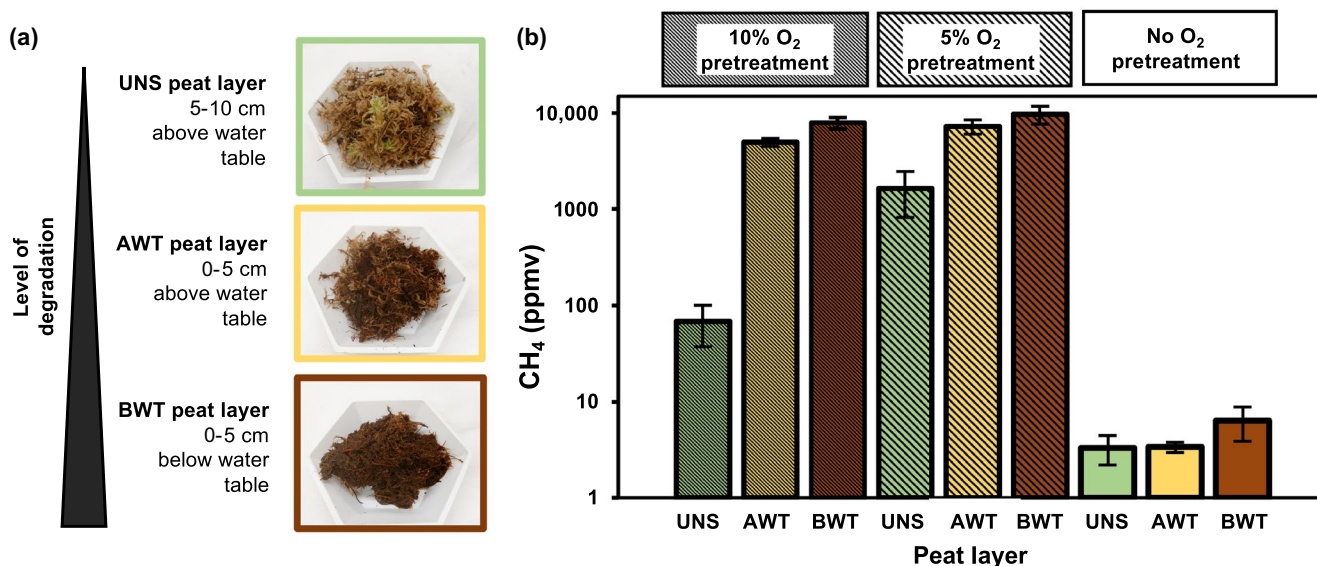 (a)
Level of
degradation
UNS peat layer
5-10 cm
above water
table
AWT peat layer
0-5 cm
above water
table
BWT peat layer
0-5 cm
below water
table
(b)
10% O₂
pretreatment
5% O₂
pretreatment
No O₂
pretreatment
CH₄ (ppmv)
10,000
1000
100
10
1
UNS AWT BWT UNS AWT BWT UNS AWT BWT
Peat layer